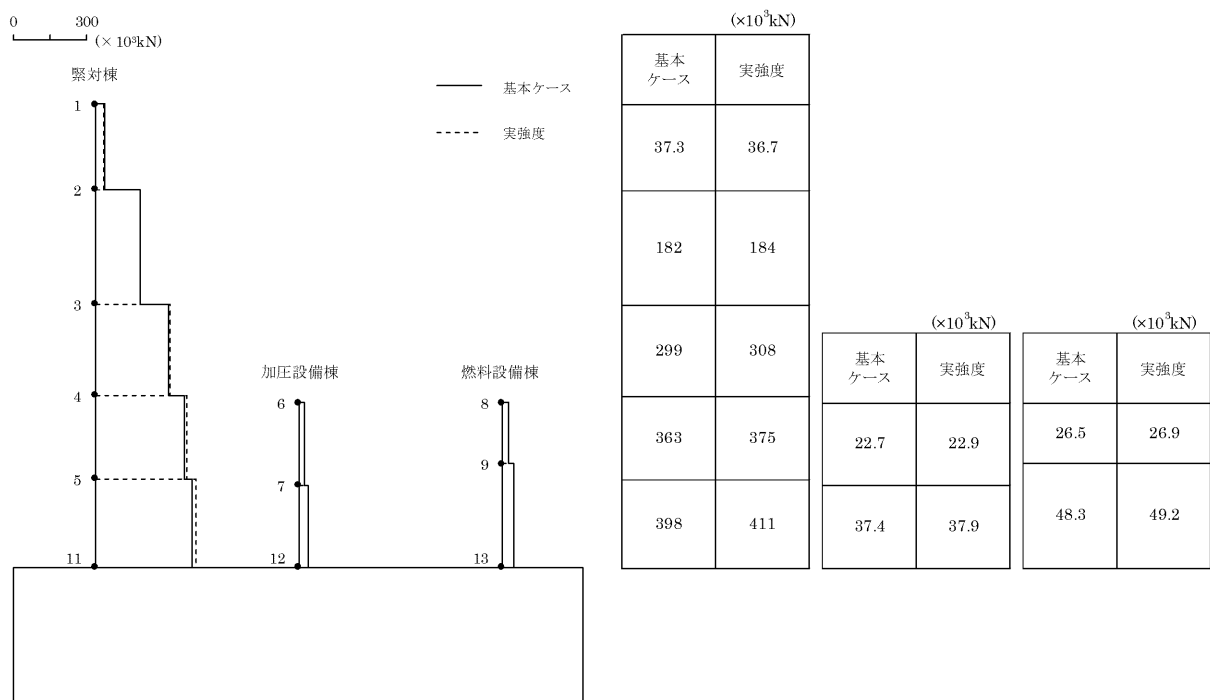 0 300
(×10³kN)
緊対棟
1
2
3
4
5
11
基本ケース
実強度
加圧設備棟
6
7
12
燃料設備棟
8
9
13
(×10³kN)
基本
ケース
実強度
37.3 36.7
182 184
299 308
363 375
398 411
(×10³kN)
基本
ケース
実強度
22.7 22.9
37.4 37.9
(×10³kN)
基本
ケース
実強度
26.5 26.9
48.3 49.2